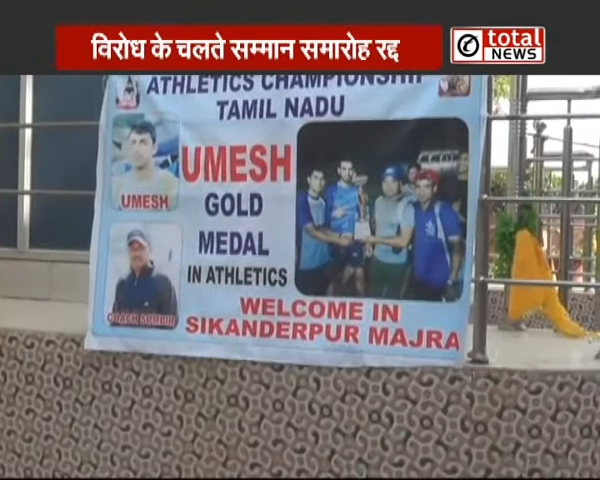 विरोध के चलते सम्मान समारोह रद्द
total
NEWS
ATHLETICS CHAMPIONSHIP
TAMIL NADU
UMESH
UMESH
GOLD
MEDAL
IN ATHLETICS
COACH SOMBIR
WELCOME IN
SIKANDERPUR MAJRA